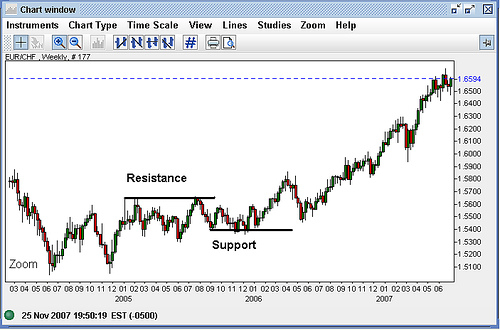 Chart window
Instruments Chart Type Time Scale View Lines Studies Zoom Help
EUR/CHF , Weekly, # 177
1.6594
1.6500
1.6400
1.6300
1.6200
1.6100
1.6000
1.5900
1.5800
1.5700
1.5600
1.5500
1.5400
1.5300
1.5200
1.5100
Resistance
Support
Zoom
03 04 05 06 07 08 09 10 11 12 01 02 03 04 05 06 07 08 09 10 11 12 01 02 03 04 05 06 07 08 09 10 11 12 01 02 03 04 05 06
2005 2006 2007
25 Nov 2007 19:50:19 EST (-0500)